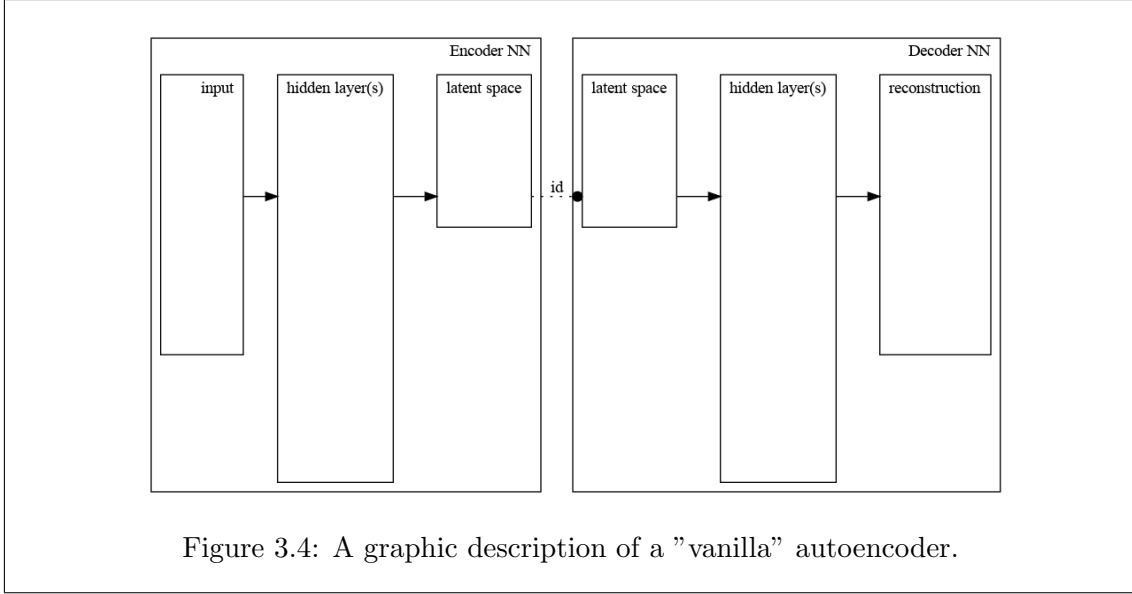 Encoder NN
Decoder NN
input
hidden layer(s)
latent space
latent space
hidden layer(s)
reconstruction
id
Figure 3.4: A graphic description of a ”vanilla” autoencoder.